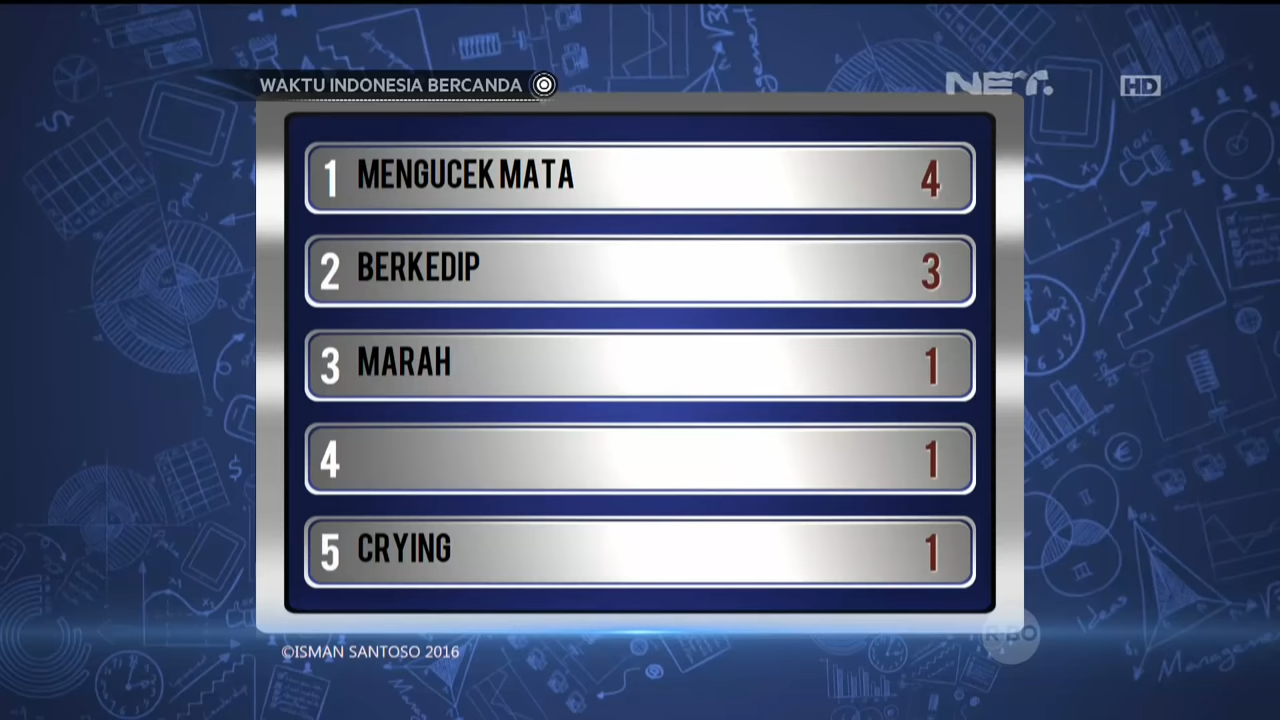 WAKTU INDONESIA BERCANDA
NET.
HD
1 MENGUCEK MATA 4
2 BERKEDIP 3
3 MARAH 1
4 1
5 CRYING 1
©ISMAN SANTOSO 2016